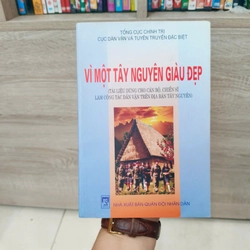 TỔNG CỤC CHÍNH TRỊ
CỤC DÂN VẬN VÀ TUYÊN TRUYỀN ĐẶC BIỆT
VÌ MỘT TÂY NGUYÊN GIÀU ĐẸP
(TÀI LIỆU DÙNG CHO CÁN BỘ, CHIẾN SĨ
LÀM CÔNG TÁC DÂN VẬN TRÊN ĐỊA BÀN TÂY NGUYÊN)
NHÀ XUẤT BẢN QUÂN ĐỘI NHÂN DÂN